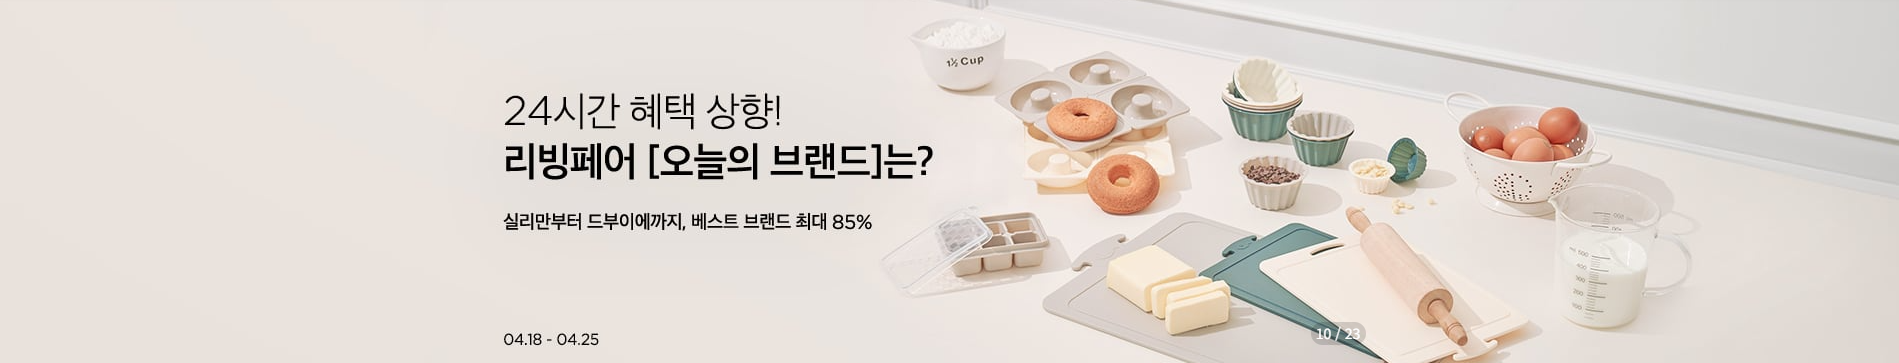 24시간 혜택 상향!
리빙페어 [오늘의 브랜드]는?
실리만부터 드부이에까지, 베스트 브랜드 최대 85%
04.18 - 04.25
1½ Cup
10 / 23